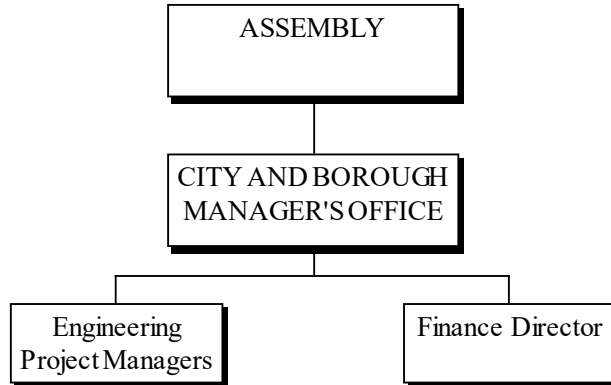 ASSEMBLY
CITY AND BOROUGH
MANAGER'S OFFICE
Engineering
Project Managers
Finance Director